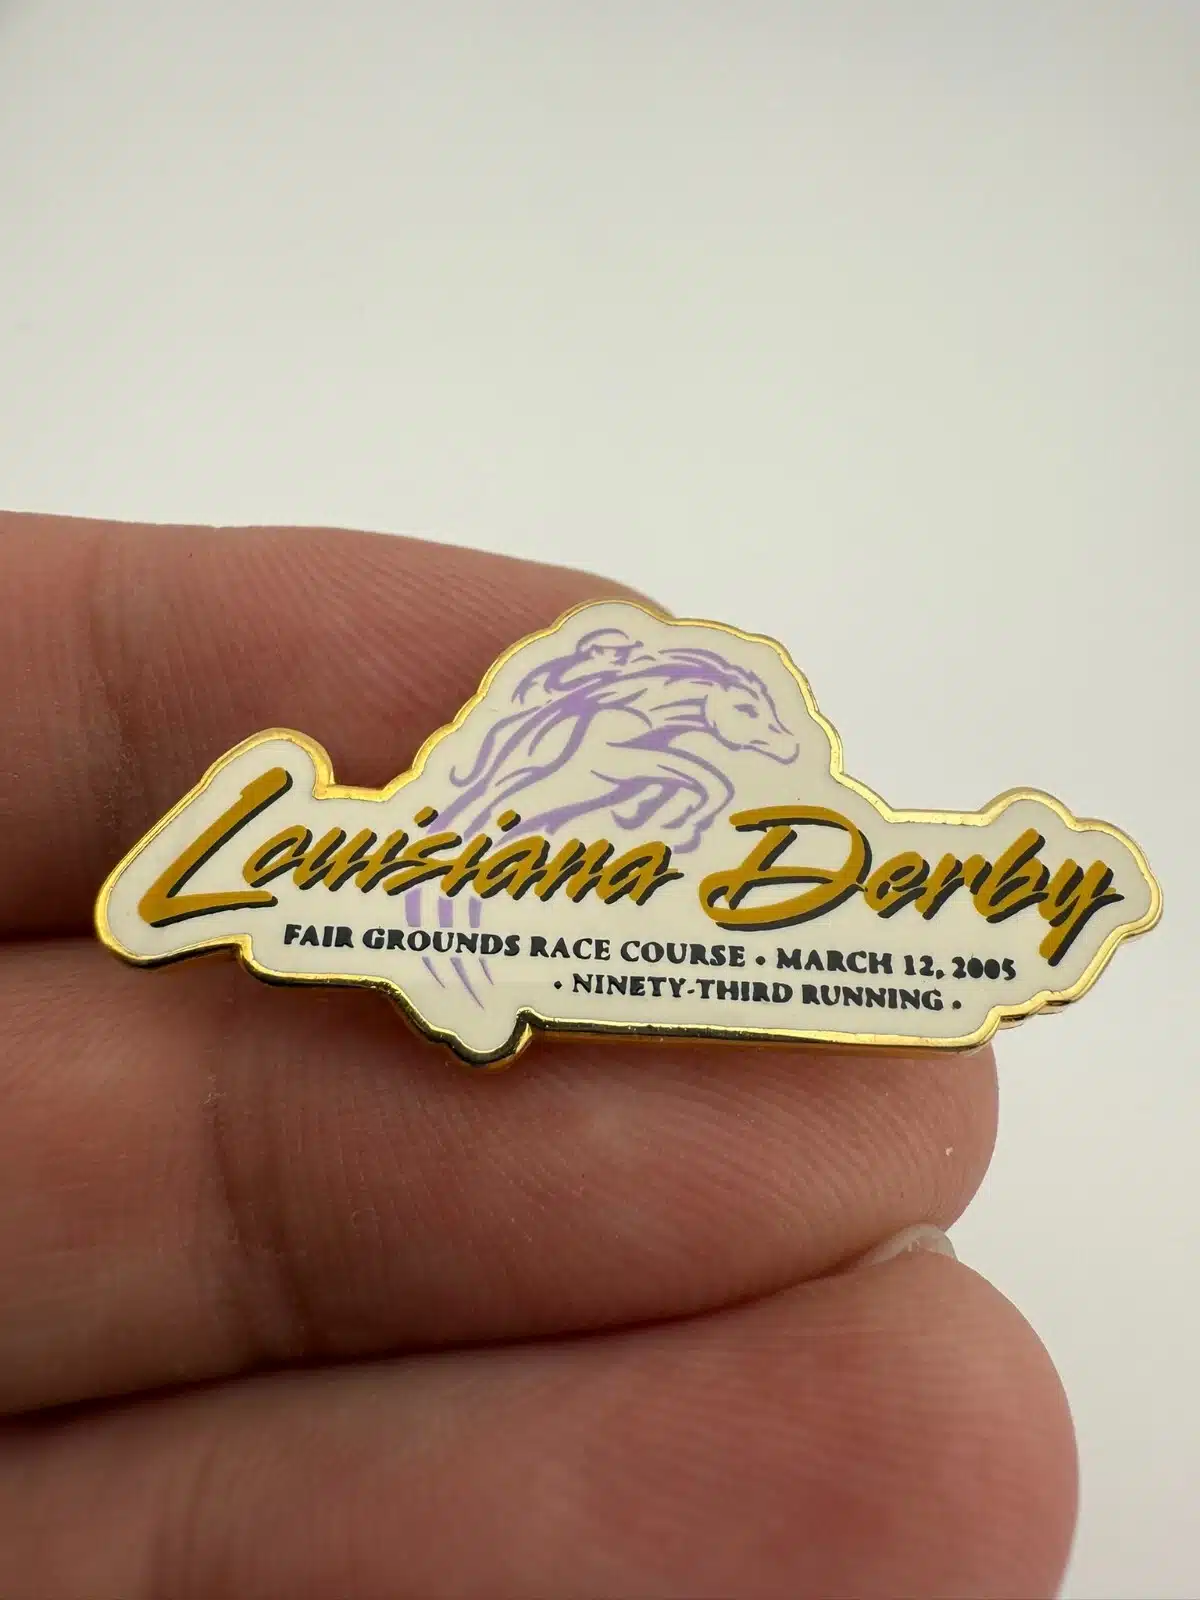 Louisiana Derby
FAIR GROUNDS RACE COURSE • MARCH 12, 2005
• NINETY-THIRD RUNNING •